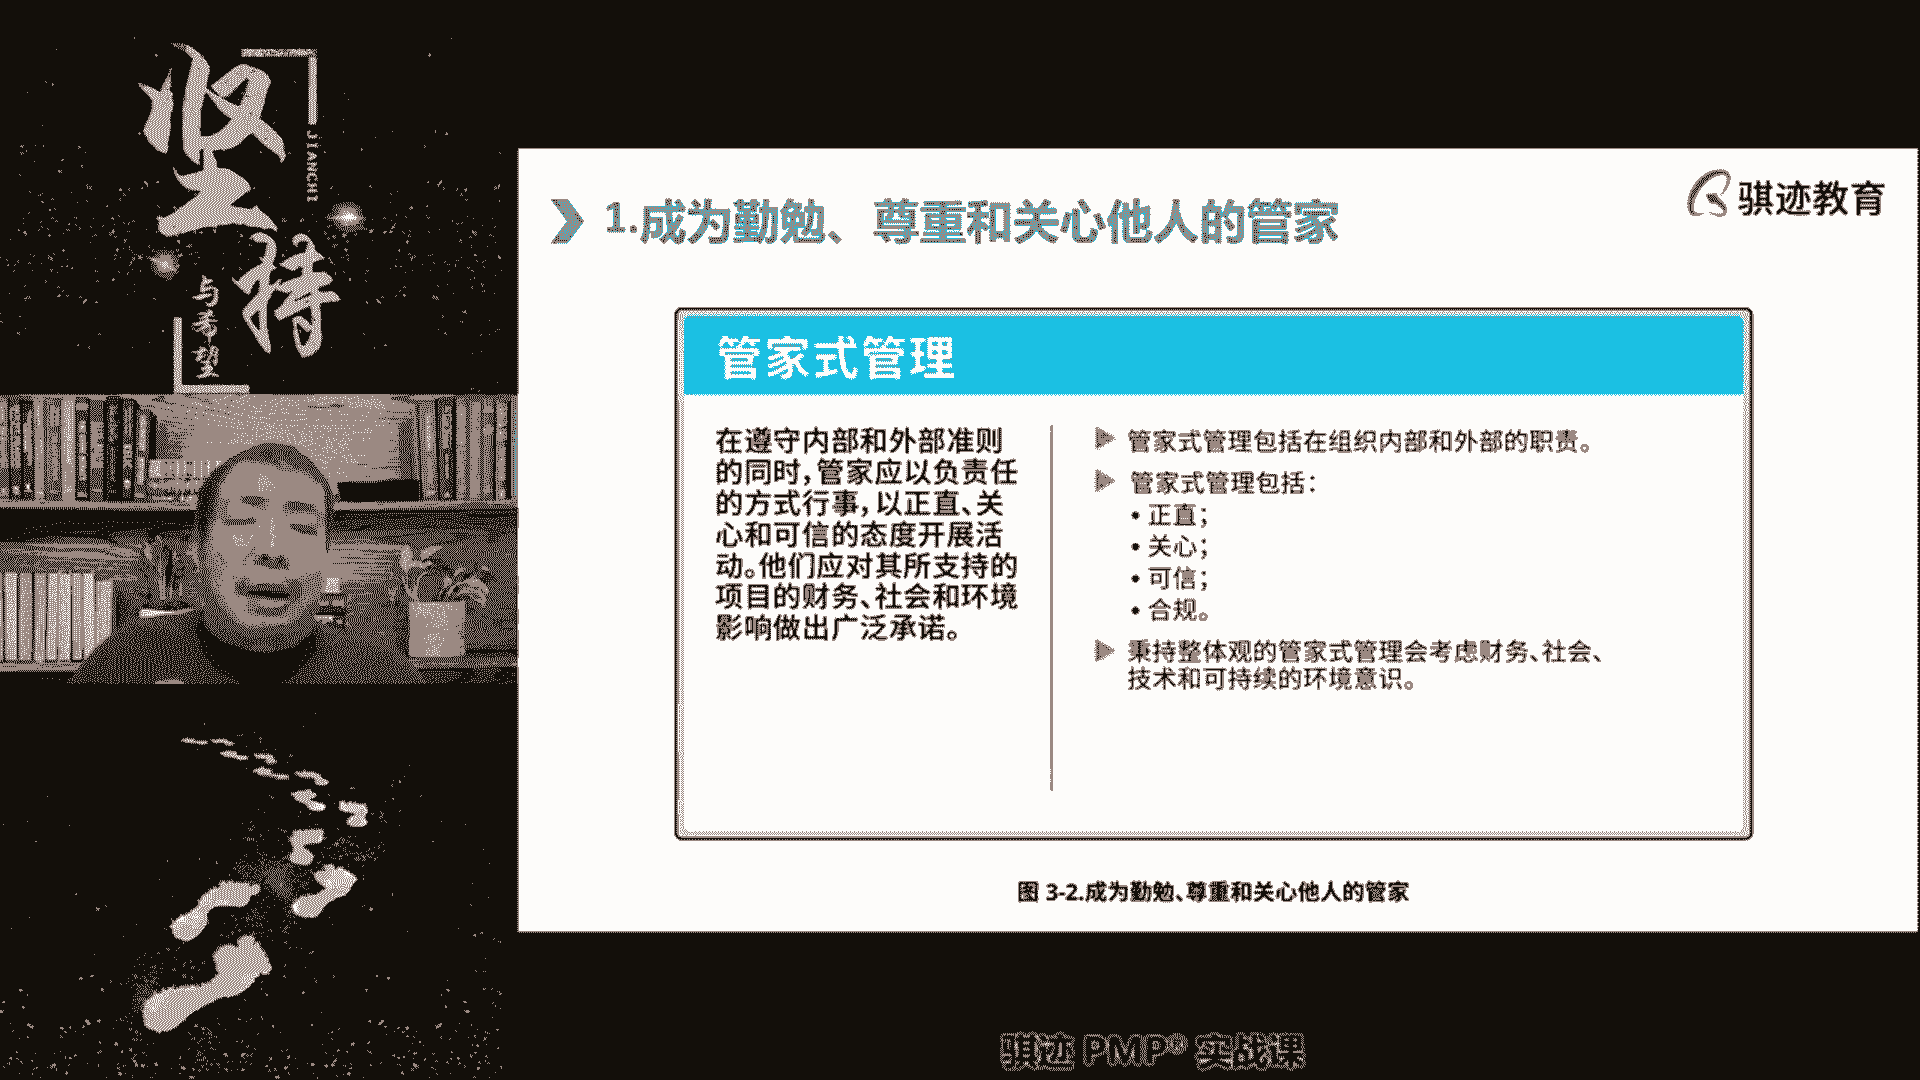 坚持
JIANCHI
与希望
骐迹教育
1.成为勤勉、尊重和关心他人的管家
管家式管理
在遵守内部和外部准则
的同时,管家应以负责任
的方式行事,以正直、关
心和可信的态度开展活
动。他们应对其所支持的
项目的财务、社会和环境
影响做出广泛承诺。
管家式管理包括在组织内部和外部的职责。
管家式管理包括:
• 正直;
• 关心;
• 可信;
• 合规。
秉持整体观的管家式管理会考虑财务、社会、
技术和可持续的环境意识。
图 3-2.成为勤勉、尊重和关心他人的管家
骐迹 PMP® 实战课